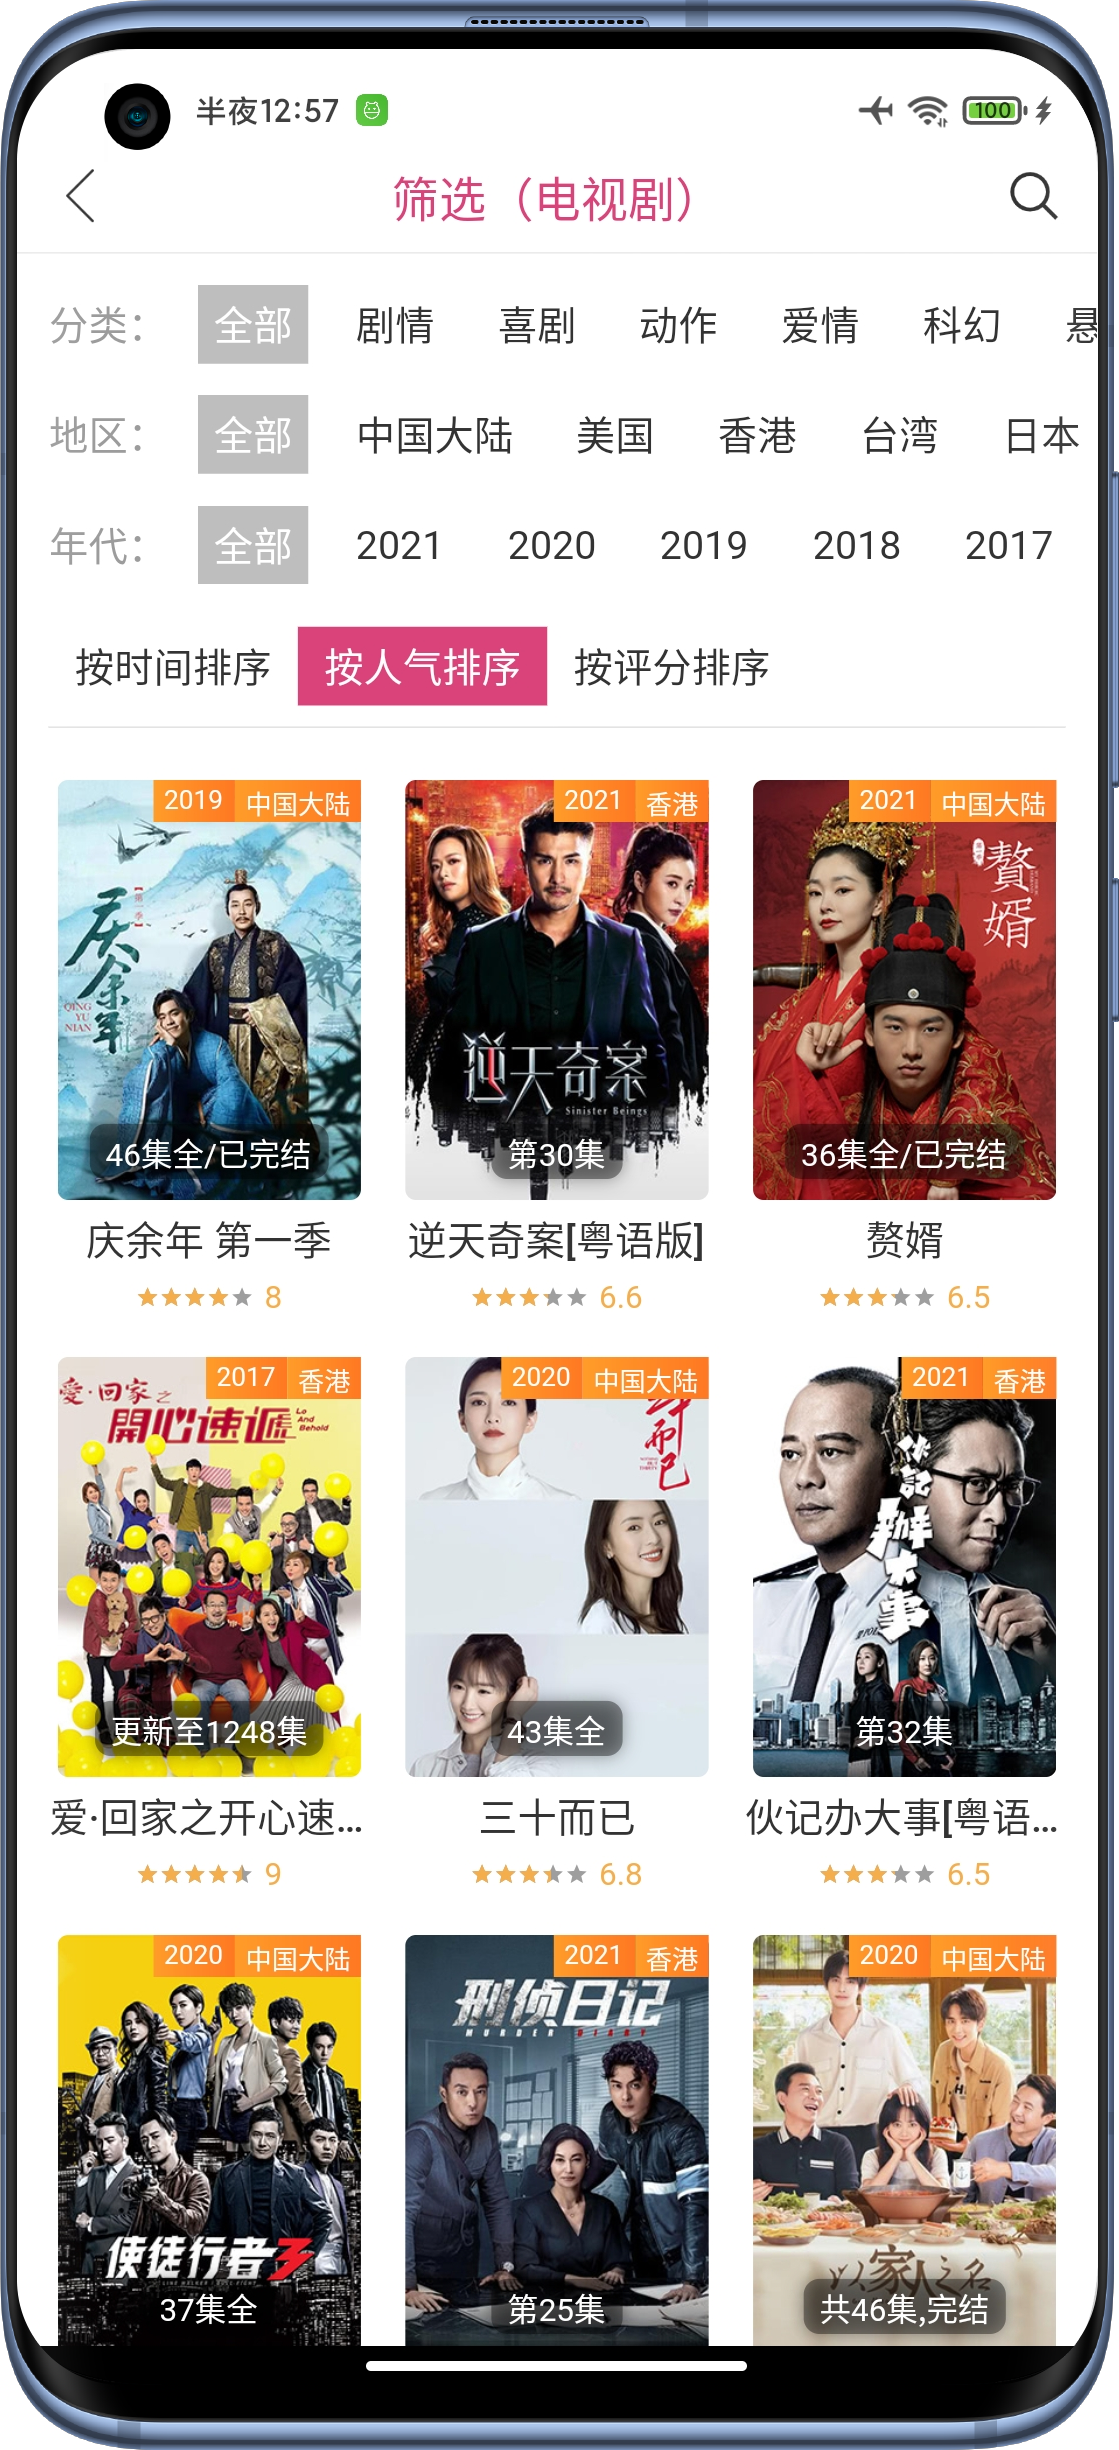 半夜12:57
100
筛选（电视剧）
分类： 全部 剧情 喜剧 动作 爱情 科幻 悬
地区： 全部 中国大陆 美国 香港 台湾 日本
年代： 全部 2021 2020 2019 2018 2017
按时间排序 按人气排序 按评分排序
2019 中国大陆
庆余年
【第一季】
QING
YU
NIAN
46集全/已完结
庆余年 第一季
8
2021 香港
逆天奇案
Sinister Beings
第30集
逆天奇案[粤语版]
6.6
2021 中国大陆
赘婿
36集全/已完结
赘婿
6.5
2017 香港
愛·回家之
開心速遞
Lo
And
Behold
更新至1248集
爱·回家之开心速...
9
2020 中国大陆
三十而已
43集全
三十而已
6.8
2021 香港
伙記辦大事
第32集
伙记办大事[粤语...
6.5
2020 中国大陆
使徒行者3
37集全
2021 香港
刑侦日记
MURDER DIARY
第25集
2020 中国大陆
以家人之名
共46集,完结